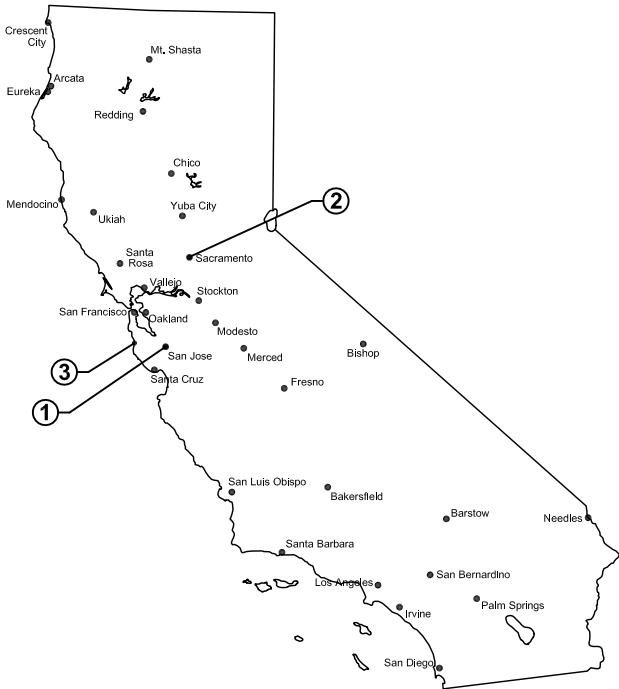 Crescent
City
Mt. Shasta
Arcata
Eureka
Redding
Chico
Mendocino
Ukiah
Yuba City
2
Santa
Rosa
Sacramento
Vallejo
Stockton
San Francisco
Oakland
Modesto
San Jose
Merced
Bishop
3
Santa Cruz
Fresno
1
San Luis Obispo
Bakersfield
Barstow
Needles
Santa Barbara
Los Angeles
San BernardIno
Irvine
Palm Springs
San Diego